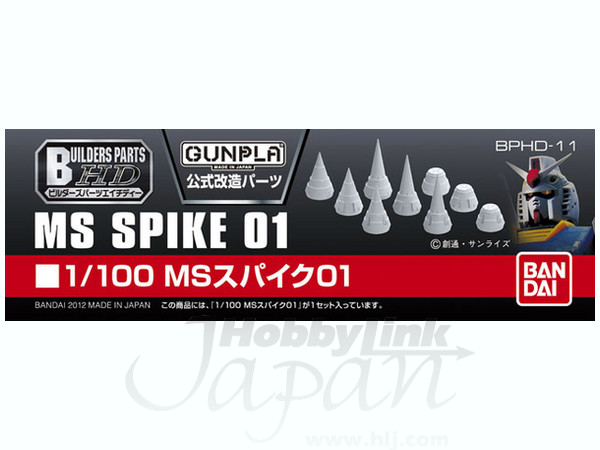 BUILDERS PARTS
HD
ビルダーズパーツエイチディー
GUNPLA
MADE IN JAPAN
公式改造パーツ
BPHD-11
MS SPIKE 01
©創通・サンライズ
■1/100 MSスパイク01
BAN
DAI
BANDAI 2012 MADE IN JAPAN
この商品には、「1/100 MSスパイク01」が1セット入っています。
HobbyLink
Japan
www.hlj.com